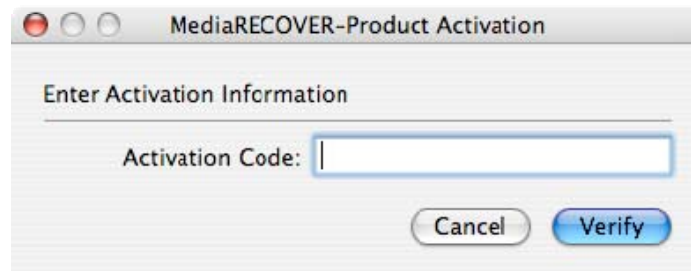 MediaRECOVER-Product Activation
Enter Activation Information
Activation Code:
Cancel Verify